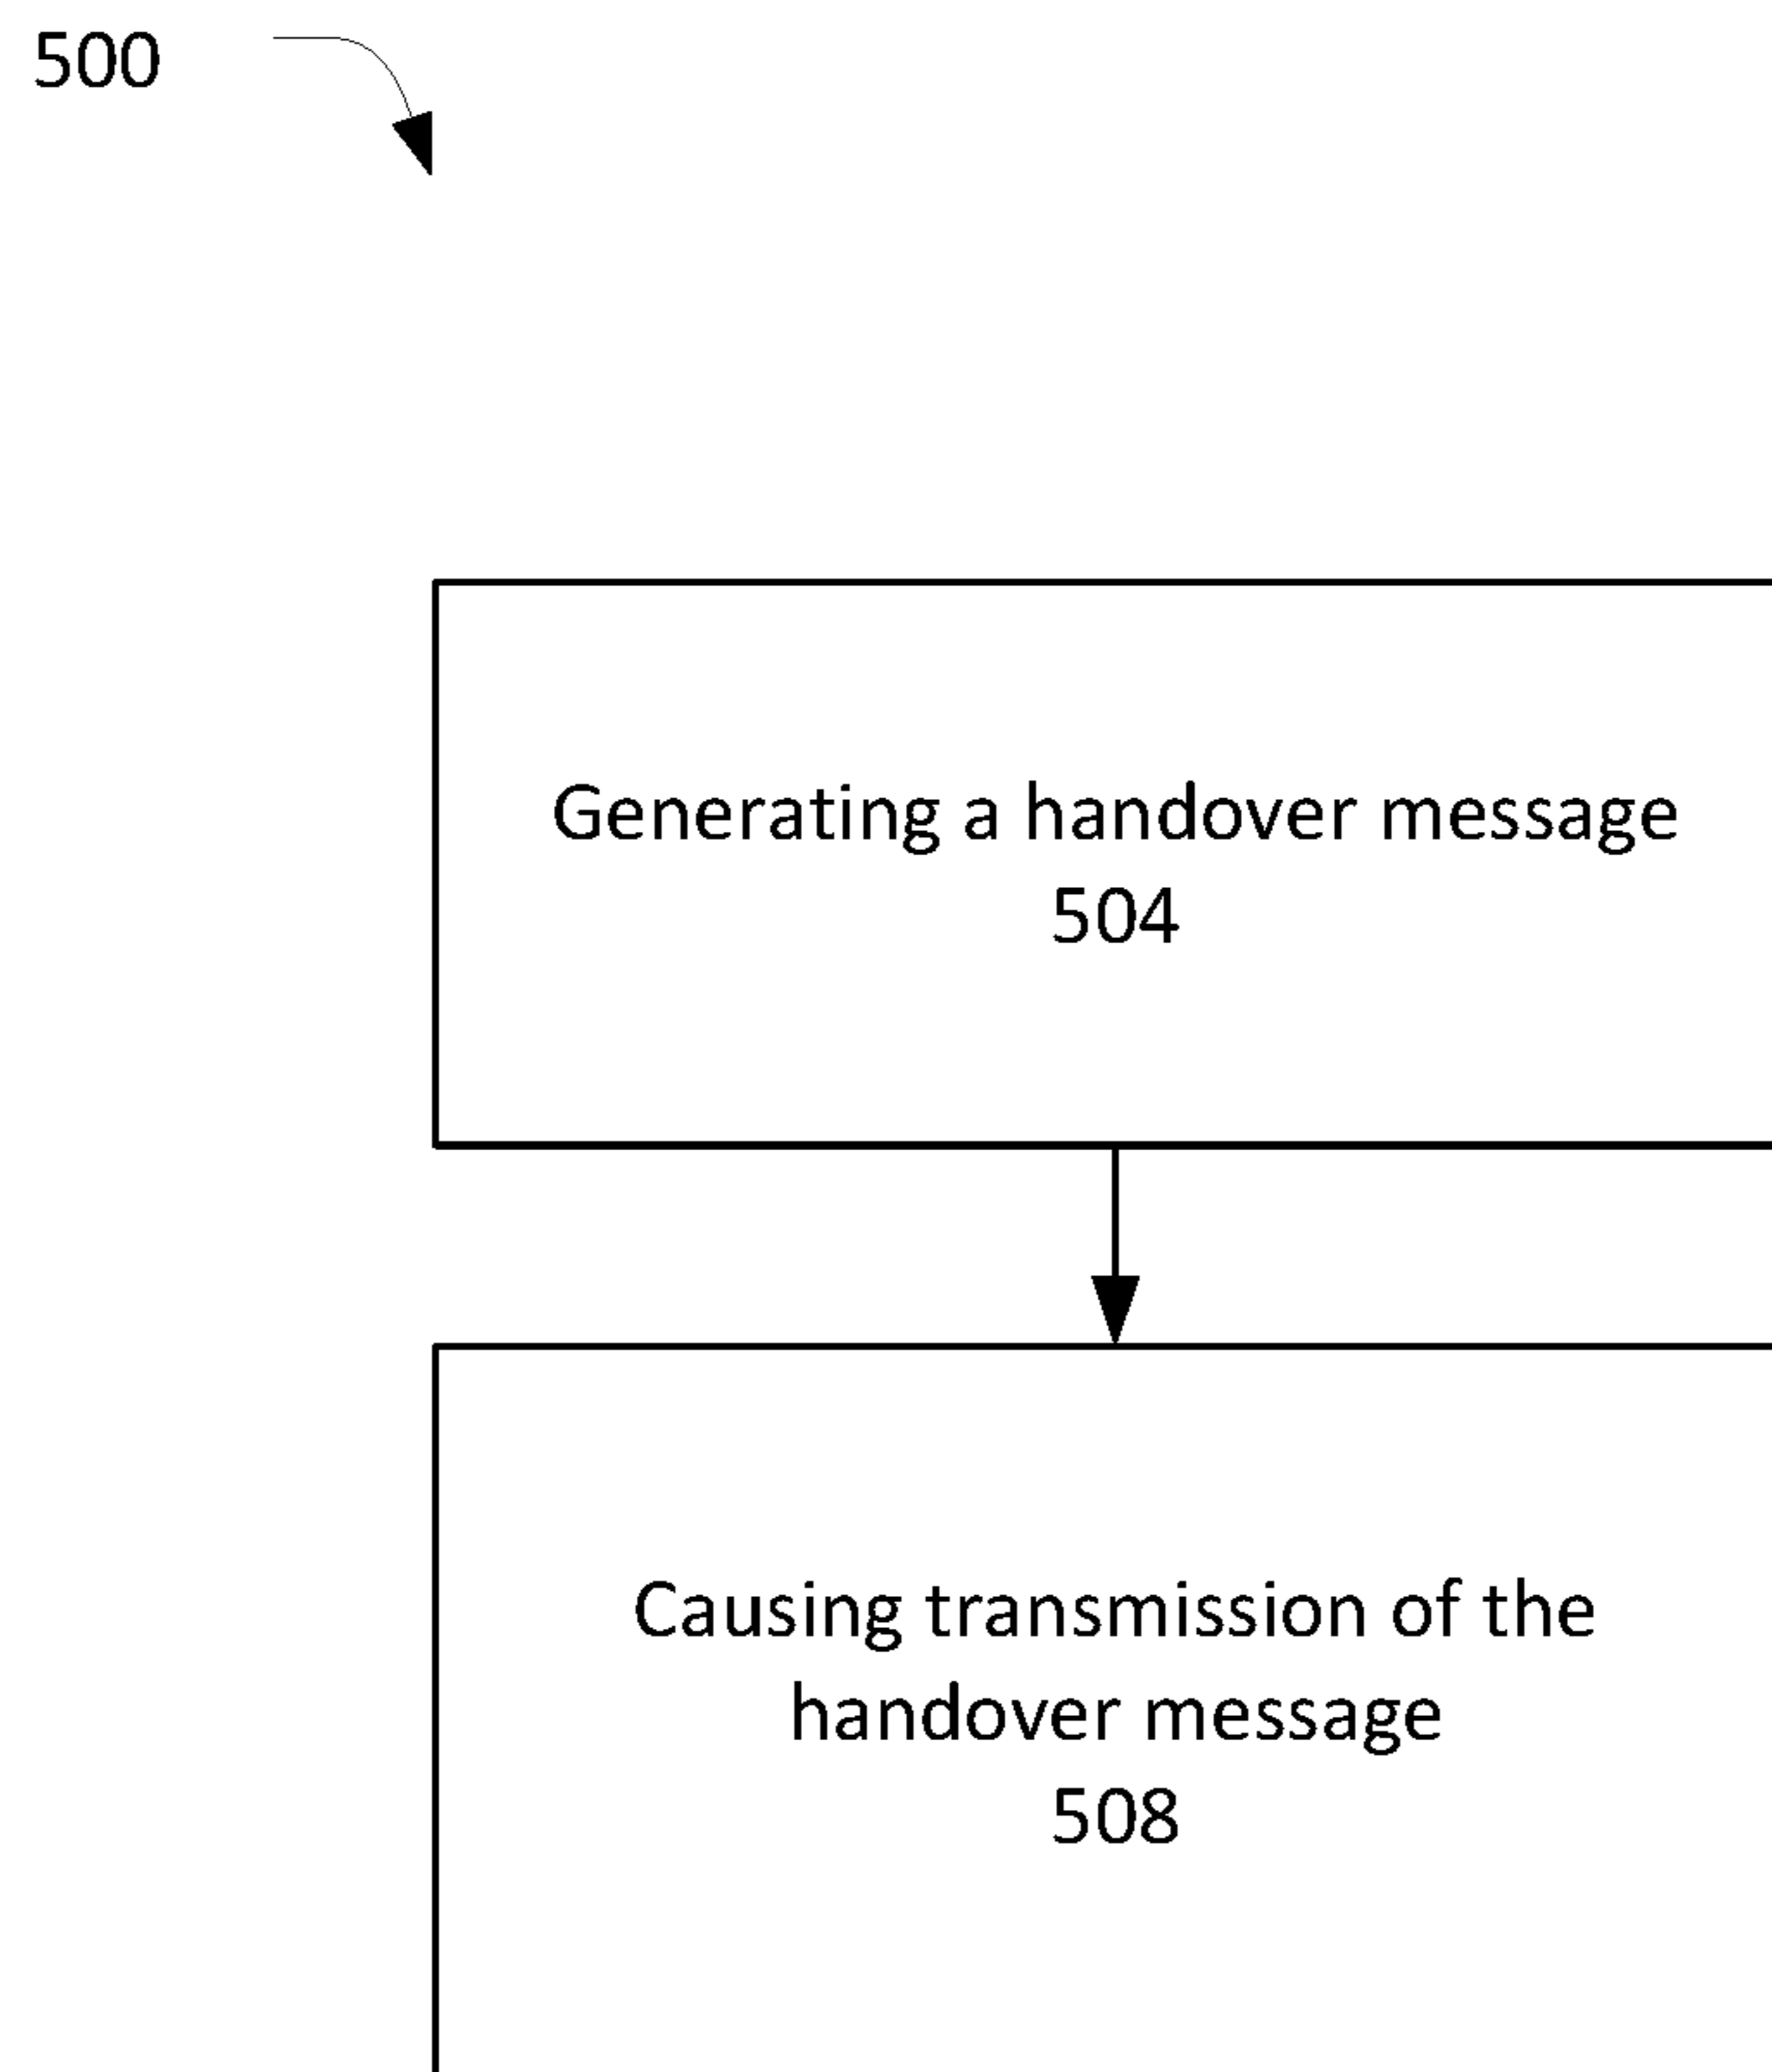 500
Generating a handover message
504
Causing transmission of the
handover message
508